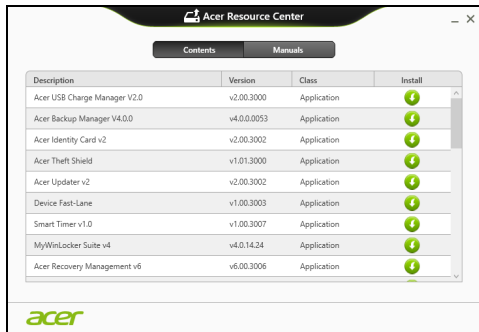 Acer Resource Center
Contents Manuals
Description Version Class Install
Acer USB Charge Manager V2.0 v2.00.3000 Application
Acer Backup Manager V4.0.0 v4.0.0.0053 Application
Acer Identity Card v2 v2.00.3002 Application
Acer Theft Shield v1.01.3000 Application
Acer Updater v2 v2.00.3002 Application
Device Fast-Lane v1.00.3003 Application
Smart Timer v1.0 v1.00.3007 Application
MyWinLocker Suite v4 v4.0.14.24 Application
Acer Recovery Management v6 v6.00.3006 Application
acer